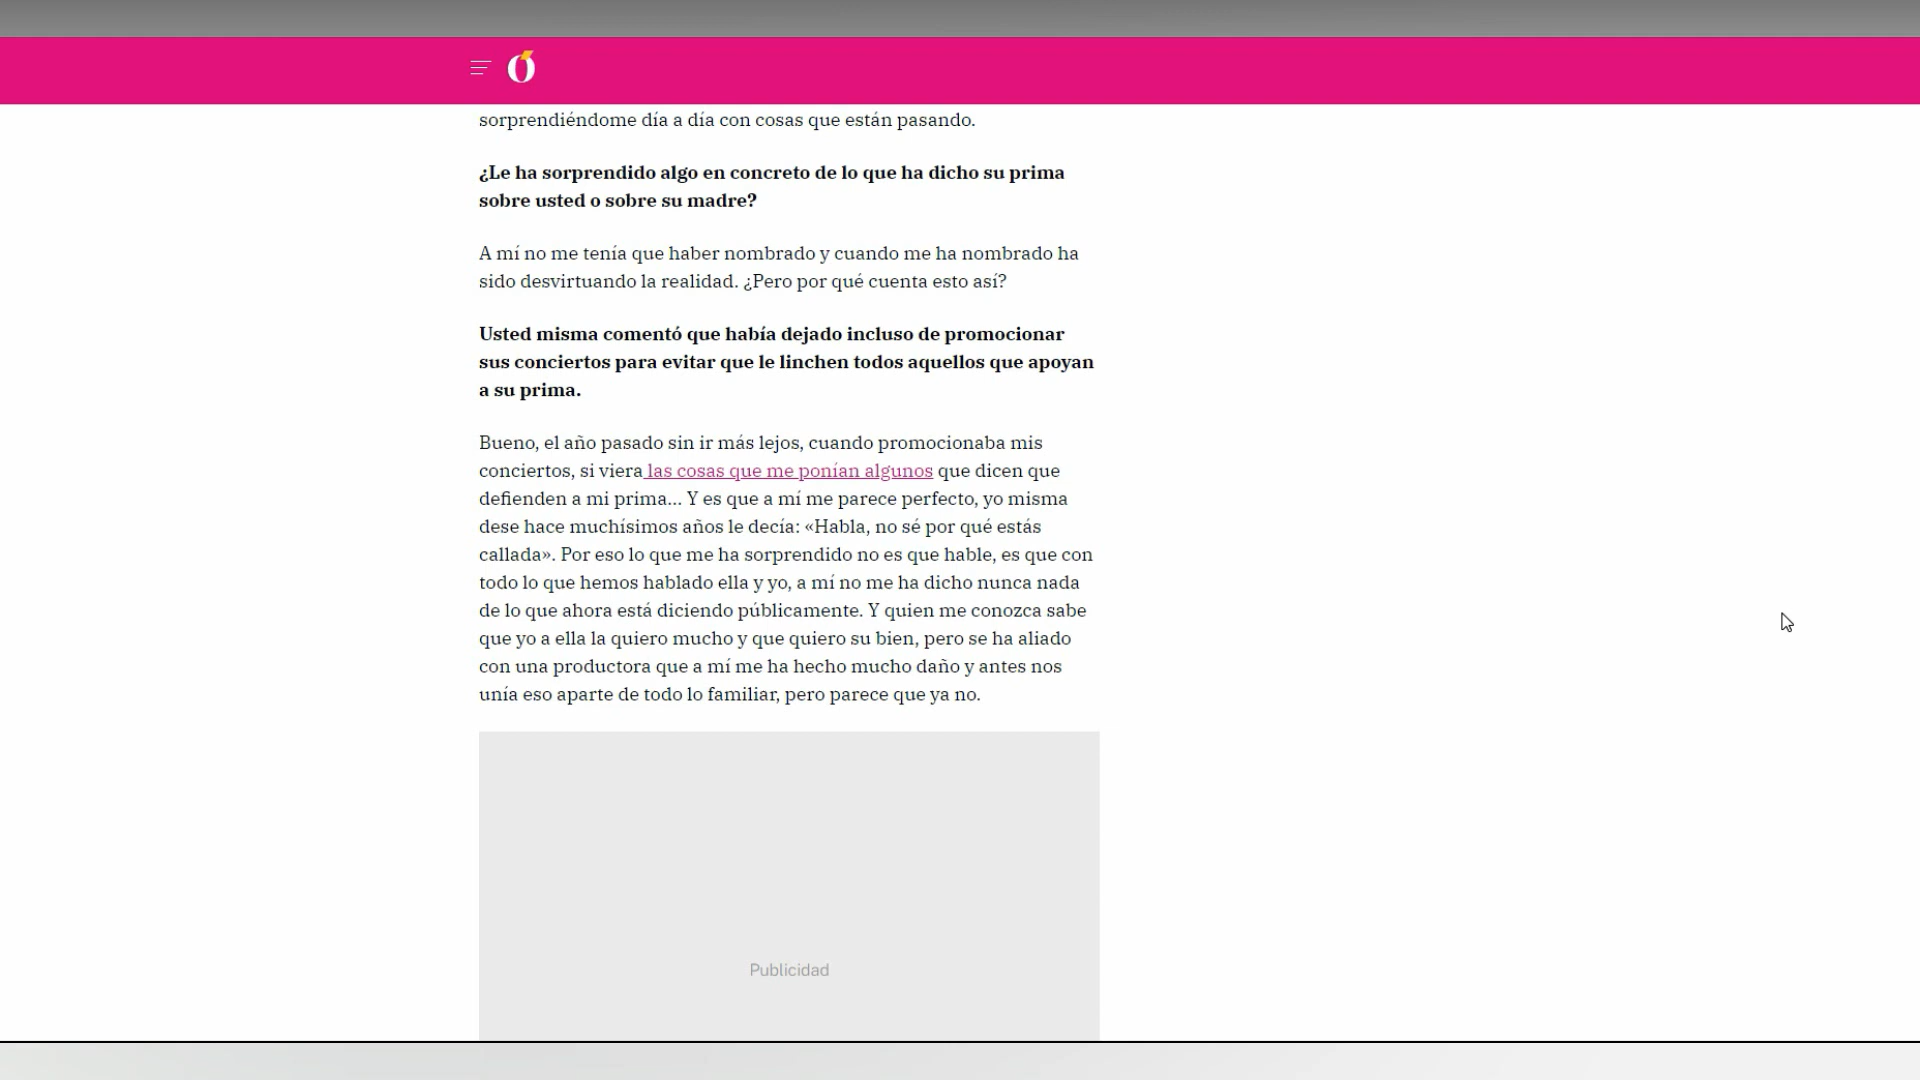 Ó
sorprendiéndome día a día con cosas que están pasando.
¿Le ha sorprendido algo en concreto de lo que ha dicho su prima
sobre usted o sobre su madre?
A mí no me tenía que haber nombrado y cuando me ha nombrado ha
sido desvirtuando la realidad. ¿Pero por qué cuenta esto así?
Usted misma comentó que había dejado incluso de promocionar
sus conciertos para evitar que le linchen todos aquellos que apoyan
a su prima.
Bueno, el año pasado sin ir más lejos, cuando promocionaba mis
conciertos, si viera las cosas que me ponían algunos que dicen que
defienden a mi prima... Y es que a mí me parece perfecto, yo misma
dese hace muchísimos años le decía: «Habla, no sé por qué estás
callada». Por eso lo que me ha sorprendido no es que hable, es que con
todo lo que hemos hablado ella y yo, a mí no me ha dicho nunca nada
de lo que ahora está diciendo públicamente. Y quien me conozca sabe
que yo a ella la quiero mucho y que quiero su bien, pero se ha aliado
con una productora que a mí me ha hecho mucho daño y antes nos
unía eso aparte de todo lo familiar, pero parece que ya no.
Publicidad